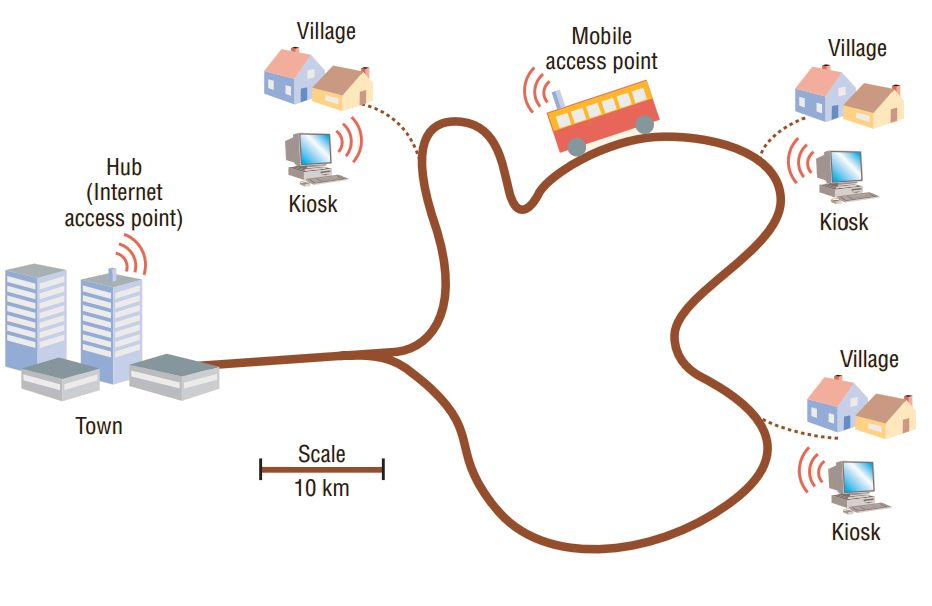 Village
Kiosk
Mobile
access point
Village
Kiosk
Hub
(Internet
access point)
Town
Scale
10 km
Village
Kiosk